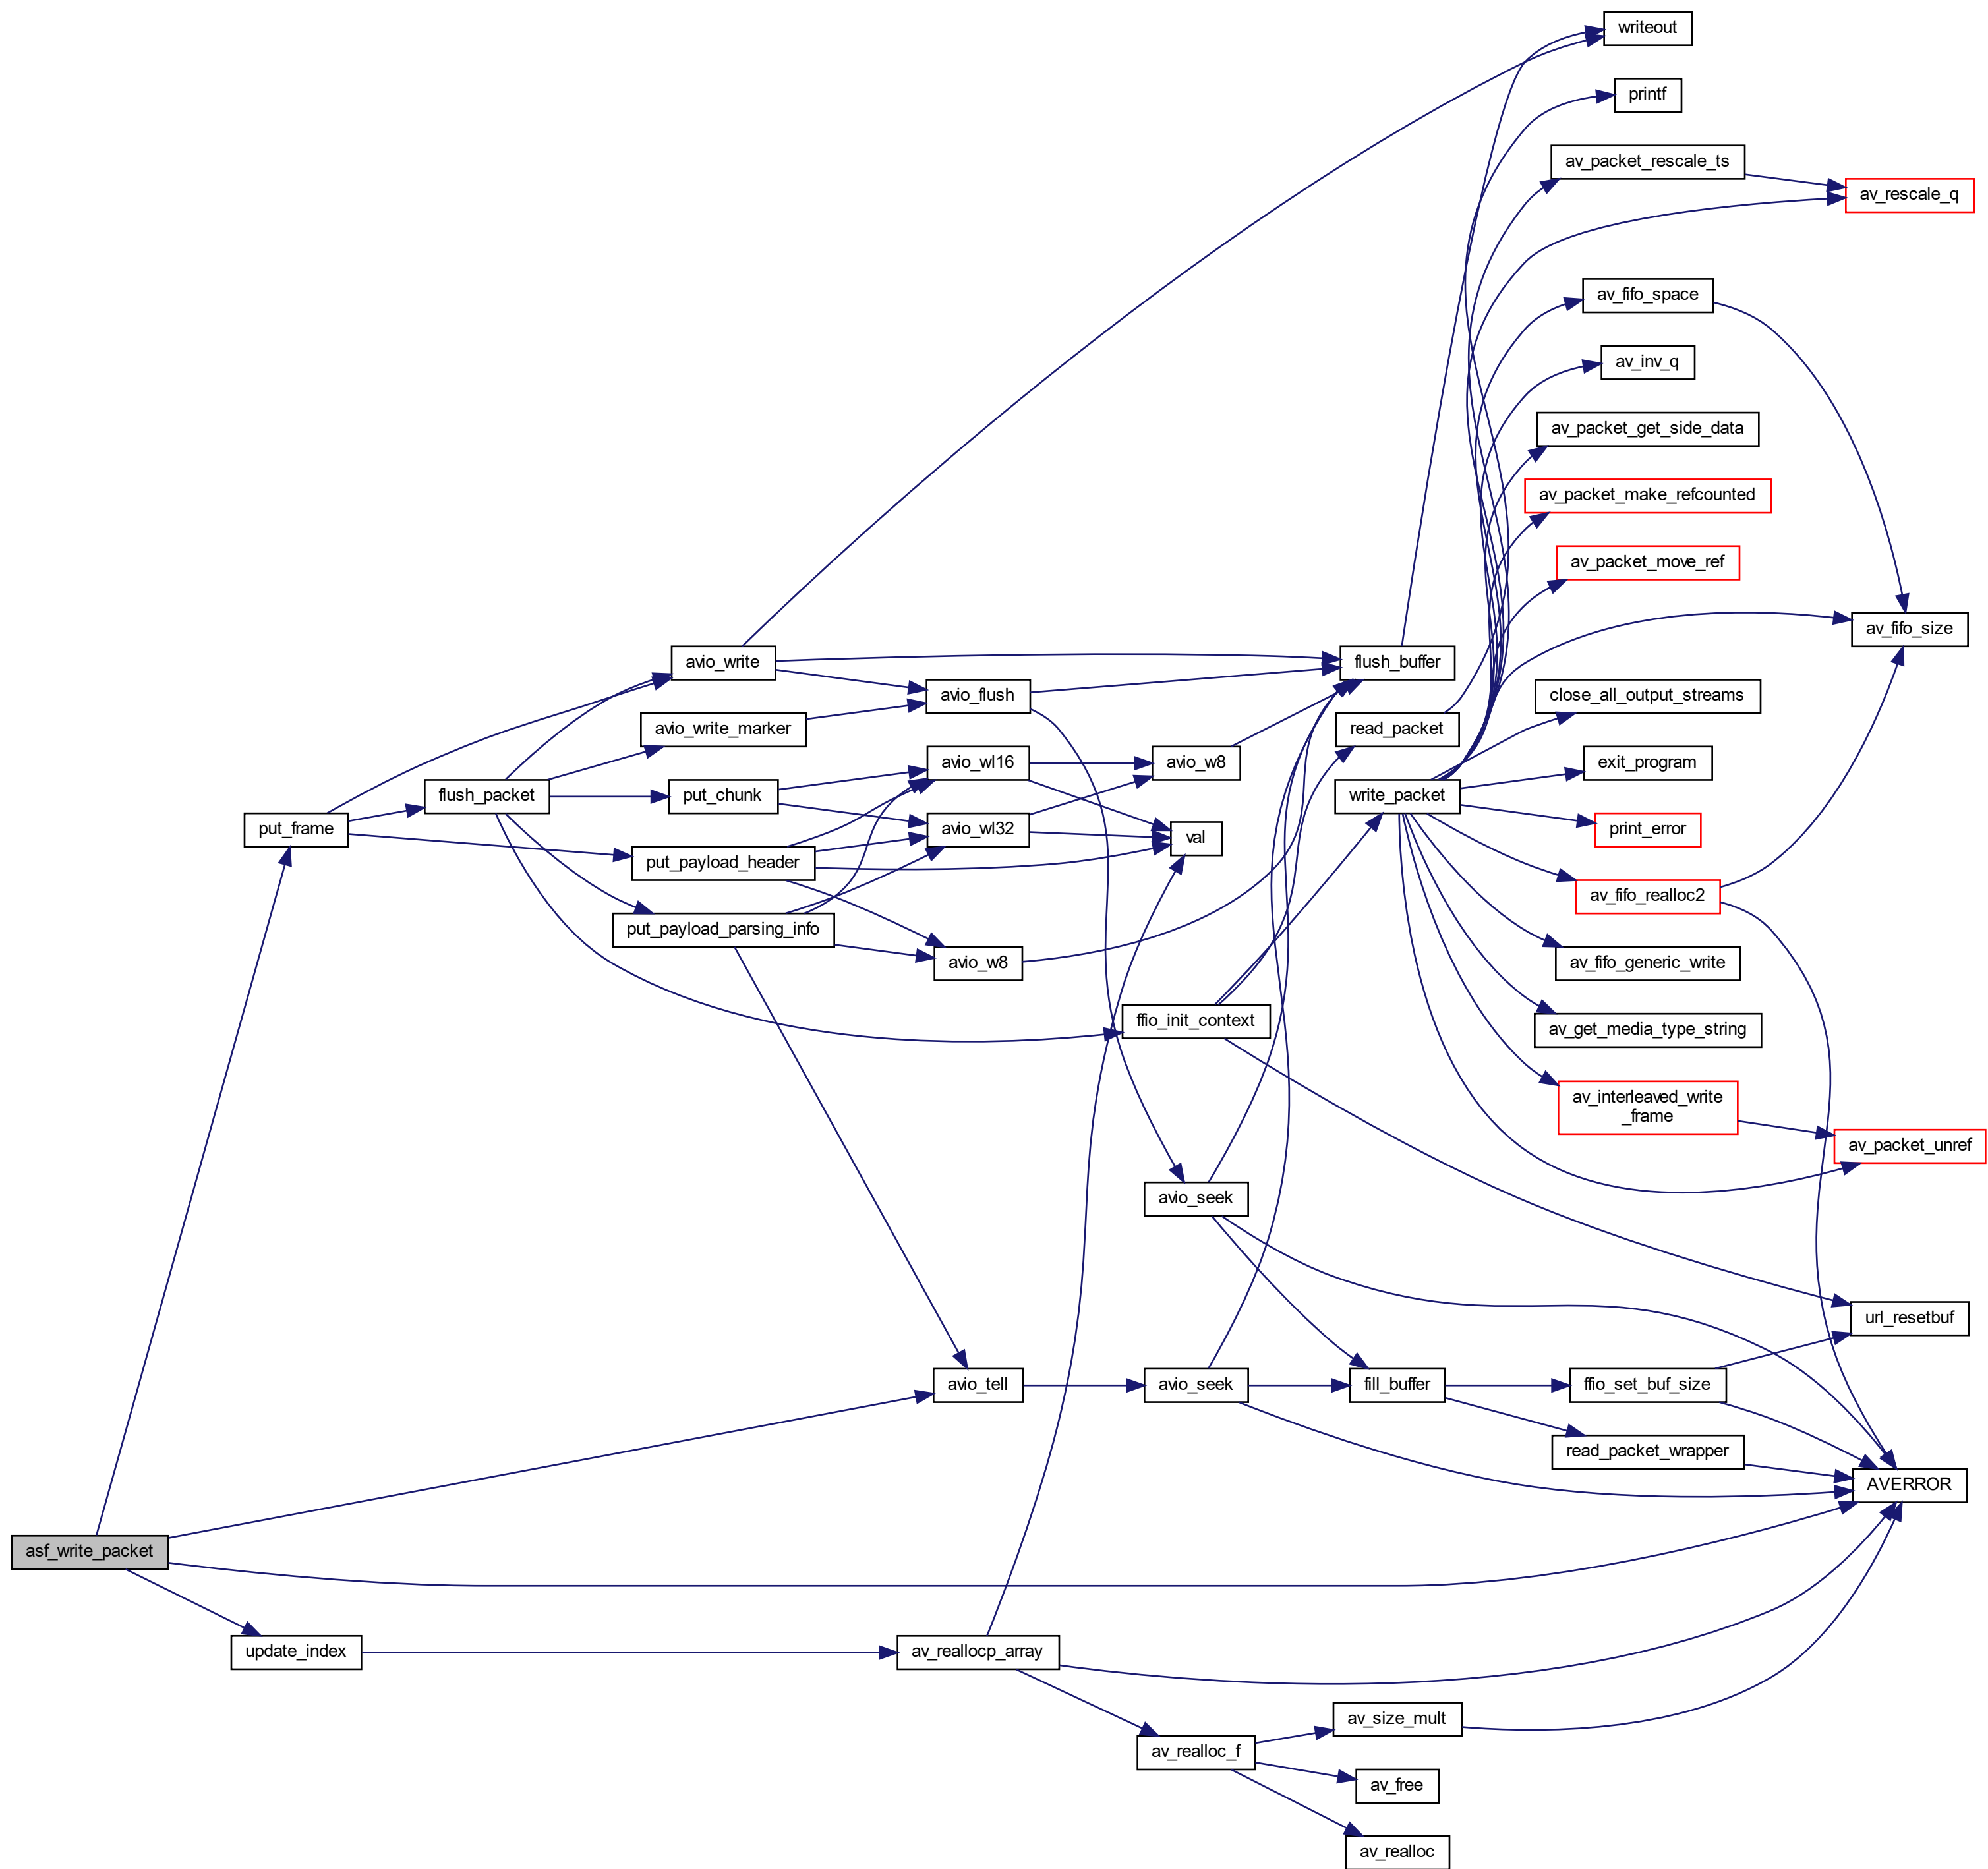 writeout
printf
av_packet_rescale_ts
av_rescale_q
av_fifo_space
av_inv_q
av_packet_get_side_data
av_packet_make_refcounted
av_packet_move_ref
av_fifo_size
avio_write
flush_buffer
avio_flush
close_all_output_streams
avio_write_marker
read_packet
avio_wl16
avio_w8
exit_program
flush_packet
put_chunk
write_packet
put_frame
avio_wl32
val
print_error
put_payload_header
av_fifo_realloc2
put_payload_parsing_info
avio_w8
av_fifo_generic_write
ffio_init_context
av_get_media_type_string
av_interleaved_write
_frame
av_packet_unref
avio_seek
url_resetbuf
avio_tell
avio_seek
fill_buffer
ffio_set_buf_size
read_packet_wrapper
AVERROR
asf_write_packet
update_index
av_reallocp_array
av_size_mult
av_realloc_f
av_free
av_realloc